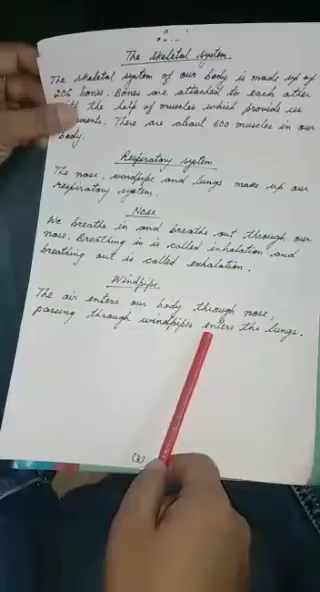 The skeletal system
The skeletal system of our body is made up of
206 bones. Bones are attached to each other
the help of muscles which provide us
There are about 600 muscles in our
body.
Respiratory system
The nose, windpipe and lungs make up our
respiratory system.
Nose
We breathe in and breathe out through our
nose. Breathing in is called inhalation and
breathing out is called exhalation.
Windpipe
The air enters our body through nose,
passing through windpipes enters the lungs.